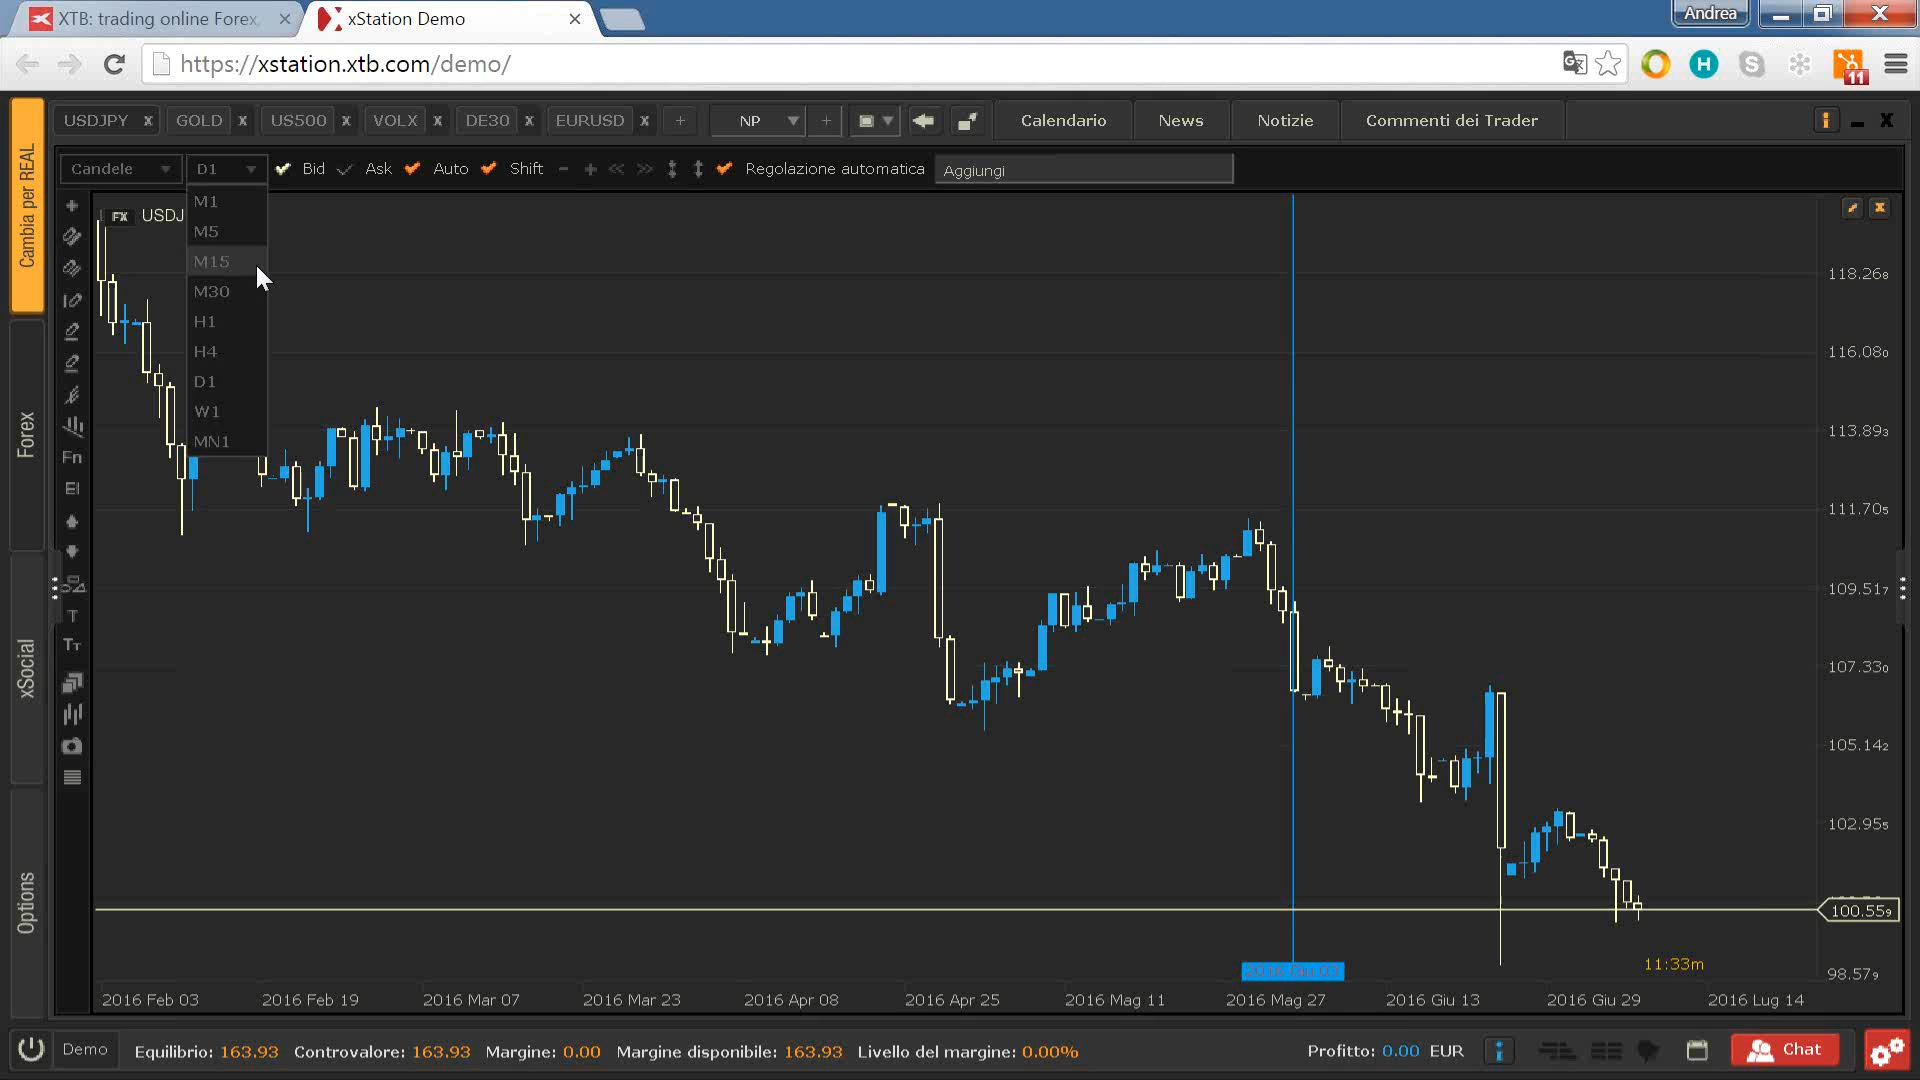 XTB: trading online Forex
xStation Demo
Andrea
https://xstation.xtb.com/demo/
H
S
11
USDJPY x
GOLD x
US500 x
VOLX x
DE30 x
EURUSD x
+
NP
+
Calendario
News
Notizie
Commenti dei Trader
Candele
D1
Bid
Ask
Auto
Shift
Regolazione automatica
Aggiungi
Cambia per REAL
Forex
xSocial
Options
FX USDJ
M1
M5
M15
M30
H1
H4
D1
W1
MN1
Fn
EI
T
TT
118.268
116.080
113.893
111.705
109.517
107.330
105.142
102.955
100.559
98.579
11:33m
2016 Feb 03
2016 Feb 19
2016 Mar 07
2016 Mar 23
2016 Apr 08
2016 Apr 25
2016 Mag 11
2016 Mag 27
2016 Giu 13
2016 Giu 29
2016 Lug 14
Demo
Equilibrio: 163.93 Controvalore: 163.93 Margine: 0.00 Margine disponibile: 163.93 Livello del margine: 0.00%
Profitto: 0.00 EUR
Chat